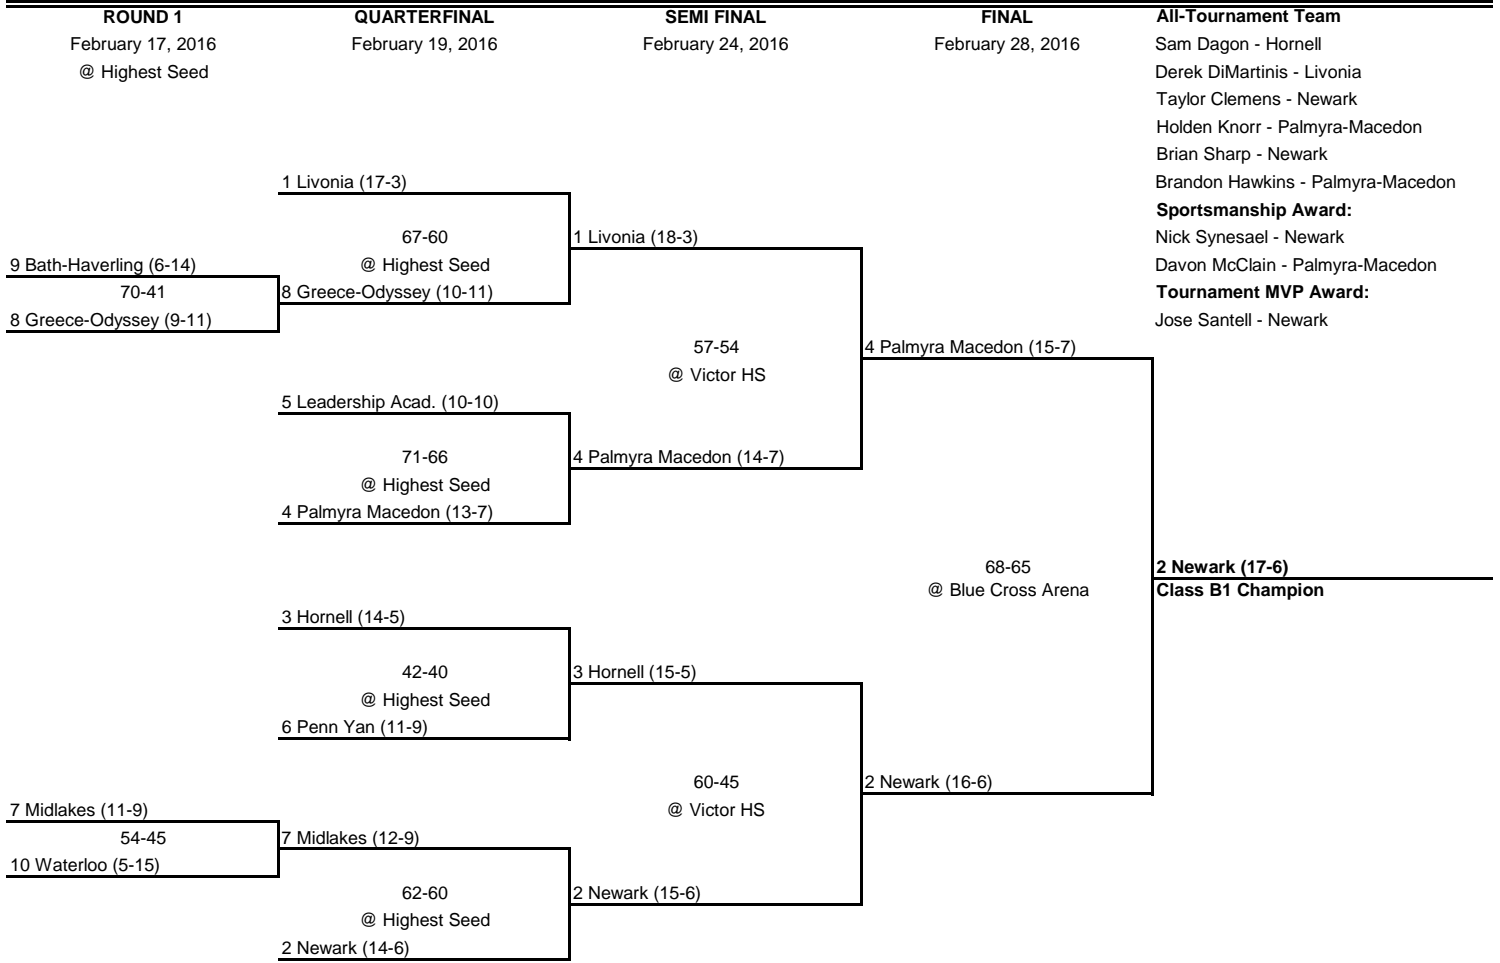 ROUND 1
February 17, 2016
@ Highest Seed
QUARTERFINAL
February 19, 2016
SEMI FINAL
February 24, 2016
FINAL
February 28, 2016
All-Tournament Team
Sam Dagon - Hornell
Derek DiMartinis - Livonia
Taylor Clemens - Newark
Holden Knorr - Palmyra-Macedon
Brian Sharp - Newark
Brandon Hawkins - Palmyra-Macedon
Sportsmanship Award:
Nick Synesael - Newark
Davon McClain - Palmyra-Macedon
Tournament MVP Award:
Jose Santell - Newark
9 Bath-Haverling (6-14)
70-41
8 Greece-Odyssey (9-11)
7 Midlakes (11-9)
54-45
10 Waterloo (5-15)
1 Livonia (17-3)
67-60
@ Highest Seed
8 Greece-Odyssey (10-11)
5 Leadership Acad. (10-10)
71-66
@ Highest Seed
4 Palmyra Macedon (13-7)
3 Hornell (14-5)
42-40
@ Highest Seed
6 Penn Yan (11-9)
7 Midlakes (12-9)
62-60
@ Highest Seed
2 Newark (14-6)
1 Livonia (18-3)
57-54
@ Victor HS
4 Palmyra Macedon (14-7)
3 Hornell (15-5)
60-45
@ Victor HS
2 Newark (15-6)
4 Palmyra Macedon (15-7)
68-65
@ Blue Cross Arena
2 Newark (16-6)
2 Newark (17-6)
Class B1 Champion